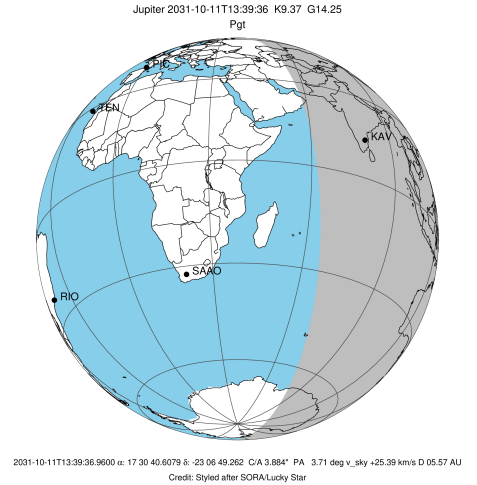 Jupiter 2031-10-11T13:39:36 K9.37 G14.25
Pgt
PIC
TEN
KAV
SAAO
RIO
2031-10-11T13:39:36.9600 α: 17 30 40.6079 δ: -23 06 49.262 C/A 3.884" PA 3.71 deg v_sky +25.39 km/s D 05.57 AU
Credit: Styled after SORA/Lucky Star